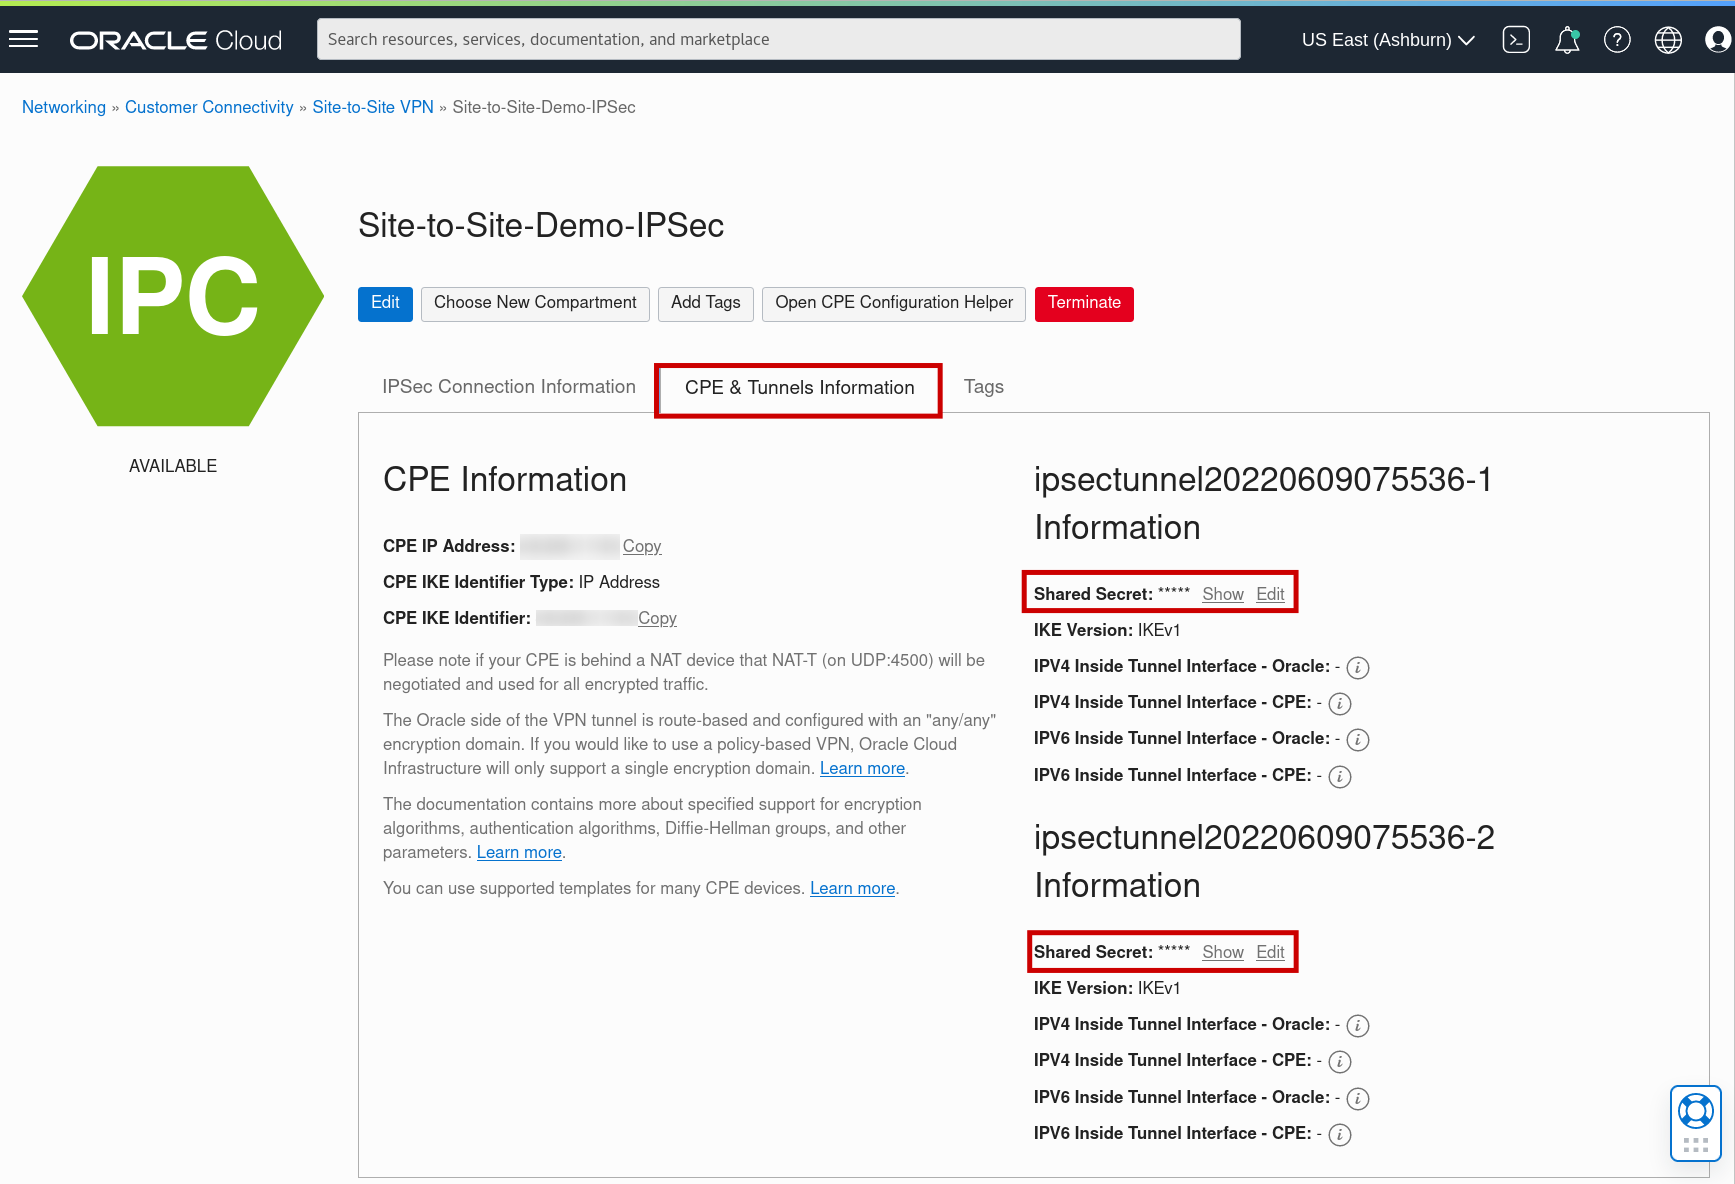 ORACLE Cloud
Search resources, services, documentation, and marketplace
US East (Ashburn)
Networking » Customer Connectivity » Site-to-Site VPN » Site-to-Site-Demo-IPSec
IPC
AVAILABLE
Site-to-Site-Demo-IPSec
Edit
Choose New Compartment
Add Tags
Open CPE Configuration Helper
Terminate
IPSec Connection Information
CPE & Tunnels Information
Tags
CPE Information
CPE IP Address: Copy
CPE IKE Identifier Type: IP Address
CPE IKE Identifier: Copy
Please note if your CPE is behind a NAT device that NAT-T (on UDP:4500) will be
negotiated and used for all encrypted traffic.
The Oracle side of the VPN tunnel is route-based and configured with an "any/any"
encryption domain. If you would like to use a policy-based VPN, Oracle Cloud
Infrastructure will only support a single encryption domain. Learn more.
The documentation contains more about specified support for encryption
algorithms, authentication algorithms, Diffie-Hellman groups, and other
parameters. Learn more.
You can use supported templates for many CPE devices. Learn more.
ipsectunnel20220609075536-1
Information
Shared Secret: ***** Show Edit
IKE Version: IKEv1
IPV4 Inside Tunnel Interface - Oracle: - i
IPV4 Inside Tunnel Interface - CPE: - i
IPV6 Inside Tunnel Interface - Oracle: - i
IPV6 Inside Tunnel Interface - CPE: - i
ipsectunnel20220609075536-2
Information
Shared Secret: ***** Show Edit
IKE Version: IKEv1
IPV4 Inside Tunnel Interface - Oracle: - i
IPV4 Inside Tunnel Interface - CPE: - i
IPV6 Inside Tunnel Interface - Oracle: - i
IPV6 Inside Tunnel Interface - CPE: - i